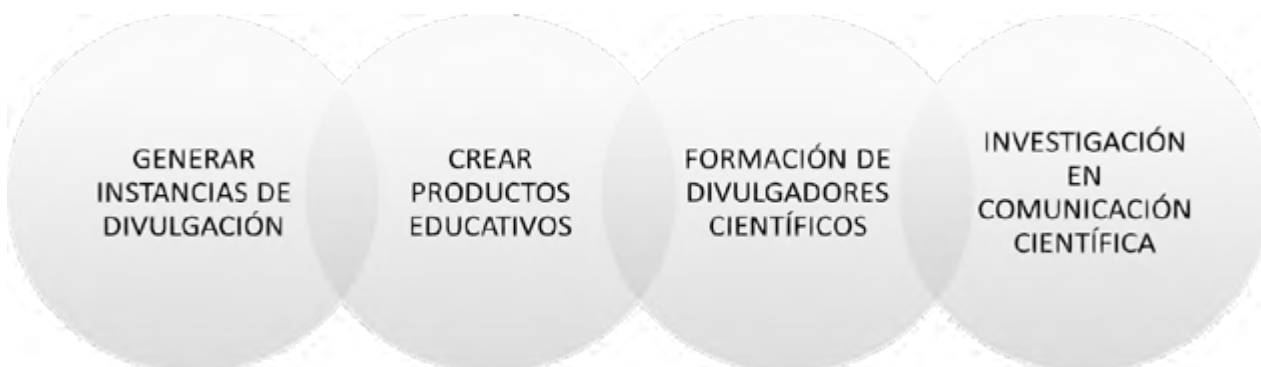 GENERAR
INSTANCIAS DE
DIVULGACIÓN
CREAR
PRODUCTOS
EDUCATIVOS
FORMACIÓN DE
DIVULGADORES
CIENTÍFICOS
INVESTIGACIÓN
EN
COMUNICACIÓN
CIENTÍFICA